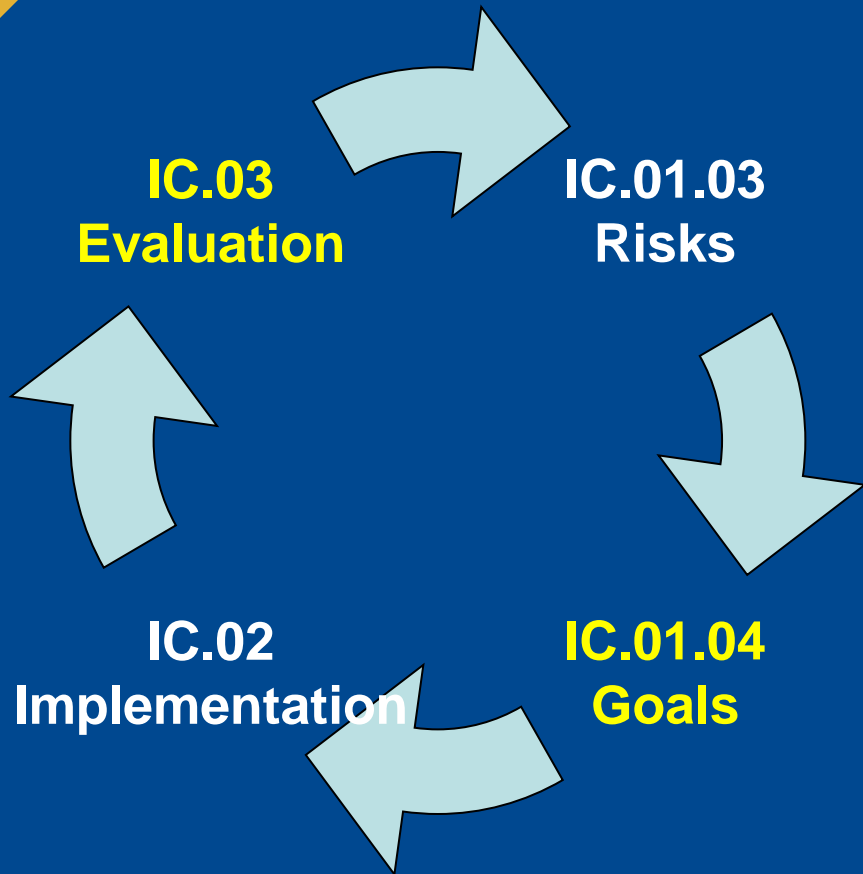 IC.03
Evaluation
IC.01.03
Risks
IC.02
Implementation
IC.01.04
Goals